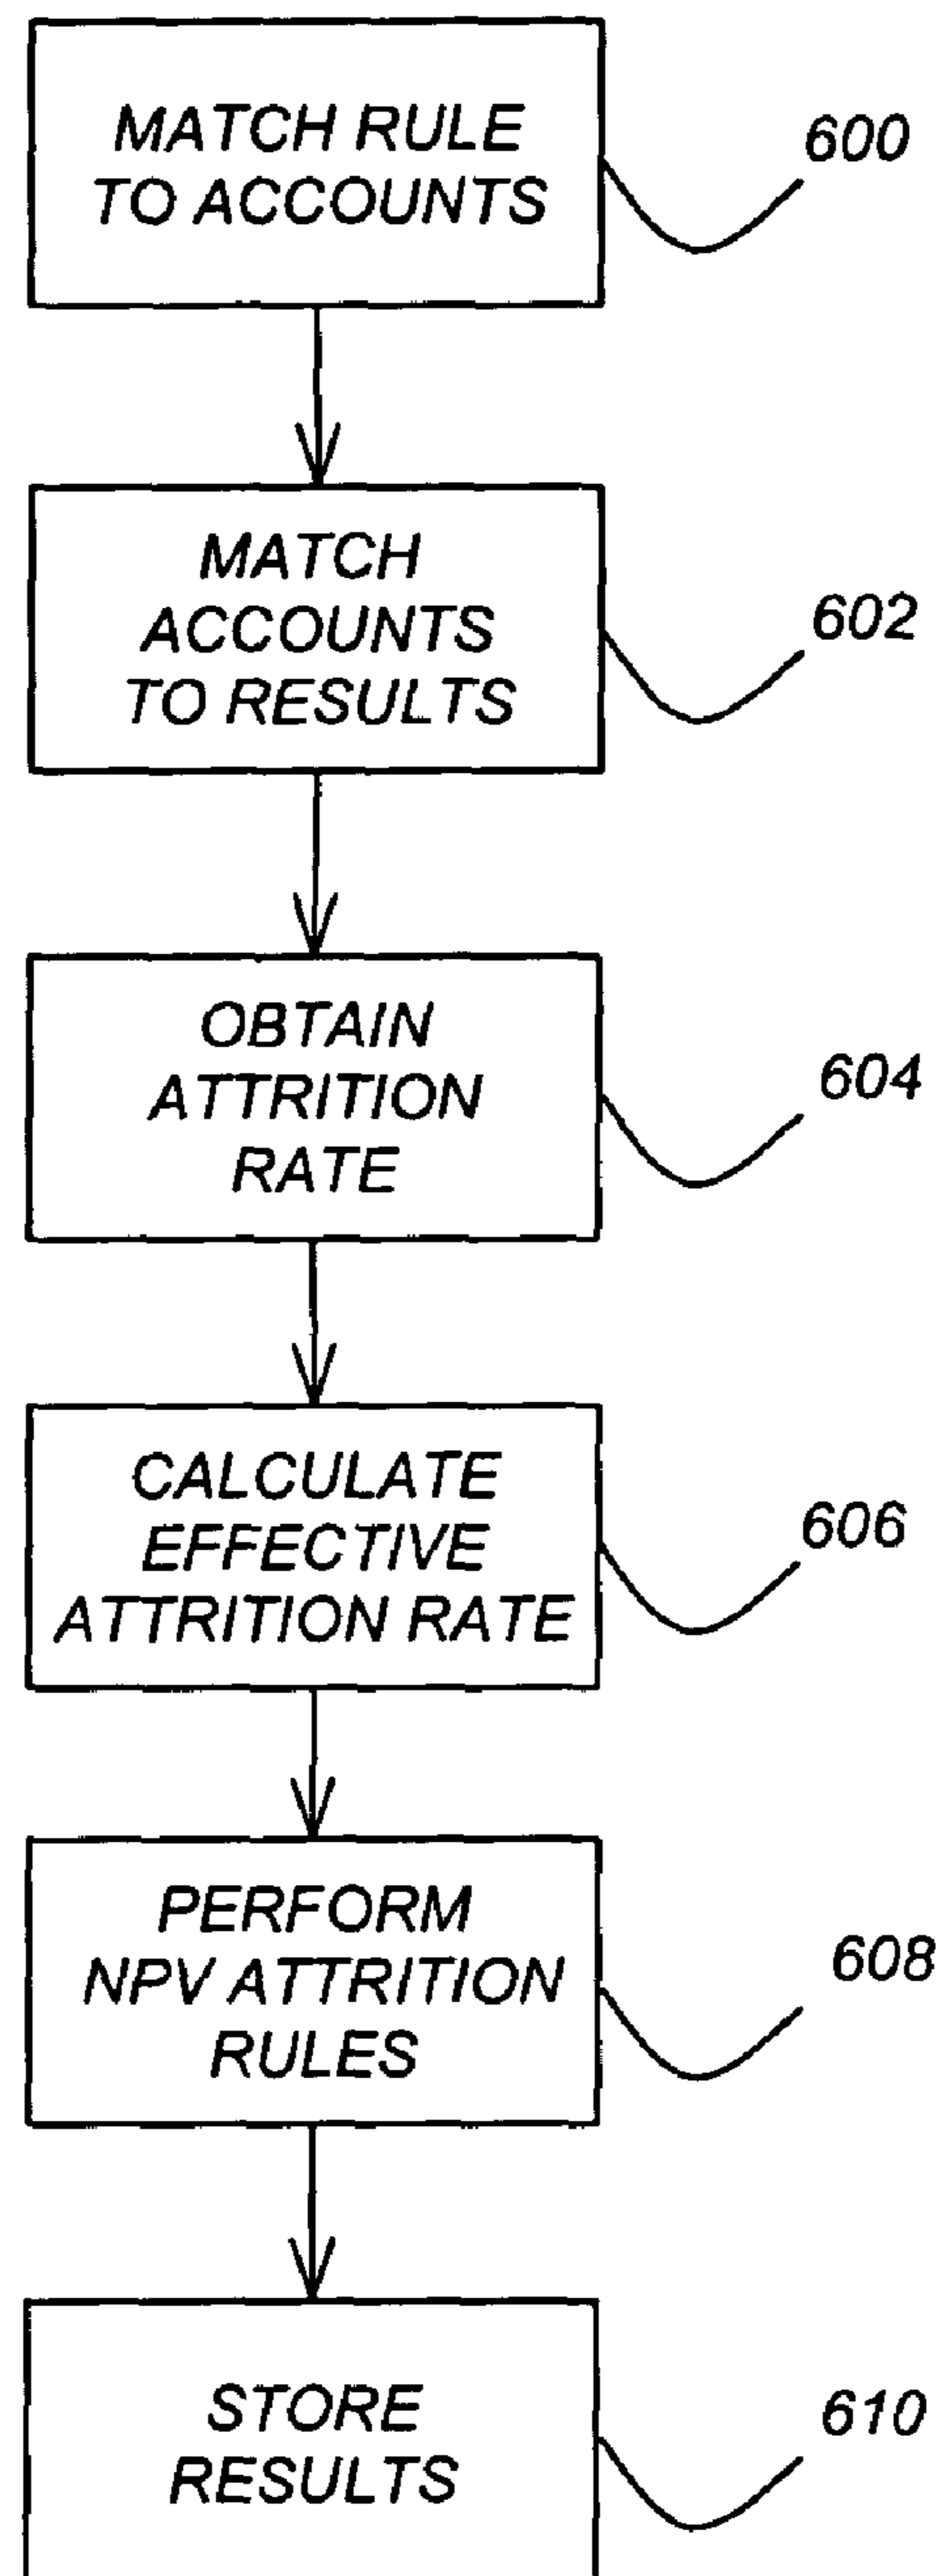 MATCH RULE
TO ACCOUNTS
600
MATCH
ACCOUNTS
TO RESULTS
602
OBTAIN
ATTRITION
RATE
604
CALCULATE
EFFECTIVE
ATTRITION RATE
606
PERFORM
NPV ATTRITION
RULES
608
STORE
RESULTS
610